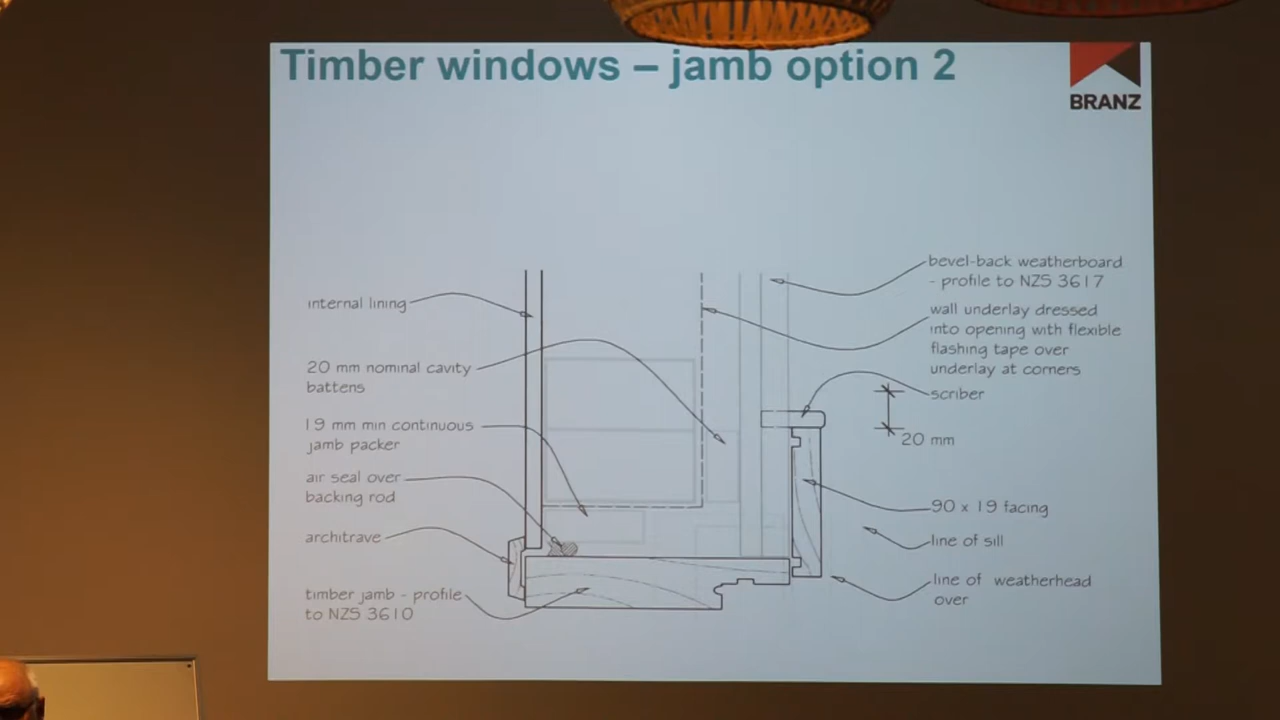 Timber windows – jamb option 2
BRANZ
internal lining
20 mm nominal cavity
battens
19 mm min continuous
jamb packer
air seal over
backing rod
architrave
timber jamb - profile
to NZS 3610
bevel-back weatherboard
- profile to NZS 3617
wall underlay dressed
into opening with flexible
flashing tape over
underlay at corners
scriber
20 mm
90 x 19 facing
line of sill
line of weatherhead
over